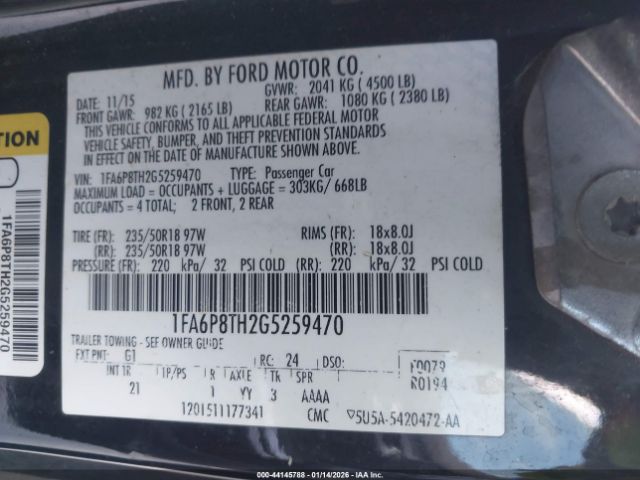 MFD. BY FORD MOTOR CO.
DATE: 11/15 GVWR: 2041 KG ( 4500 LB)
FRONT GAWR: 982 KG ( 2165 LB) REAR GAWR: 1080 KG ( 2380 LB)
THIS VEHICLE CONFORMS TO ALL APPLICABLE FEDERAL MOTOR
VEHICLE SAFETY, BUMPER, AND THEFT PREVENTION STANDARDS
IN EFFECT ON THE DATE OF MANUFACTURE SHOWN ABOVE.
VIN: 1FA6P8TH2G5259470 TYPE: Passenger Car
MAXIMUM LOAD = OCCUPANTS + LUGGAGE = 303KG/ 668LB
OCCUPANTS = 4 TOTAL; 2 FRONT, 2 REAR
TIRE (FR): 235/50R18 97W RIMS (FR): 18x8.0J
(RR): 235/50R18 97W (RR): 18x8.0J
PRESSURE (FR): 220 kPa/ 32 PSI COLD (RR): 220 kPa/ 32 PSI COLD
1FA6P8TH2G5259470
TRAILER TOWING - SEE OWNER GUIDE
EXT PNT: G1 RC: 24 DSO: F0079
R0194
INT TR TP/PS R AXLE TR SPR
21 1 YY 3 AAAA
1201511177341 CMC ▽5U5A-5420472-AA
TION
1FA6P8TH2G5259470
000-44145788 - 01/14/2026 - IAAI.COM